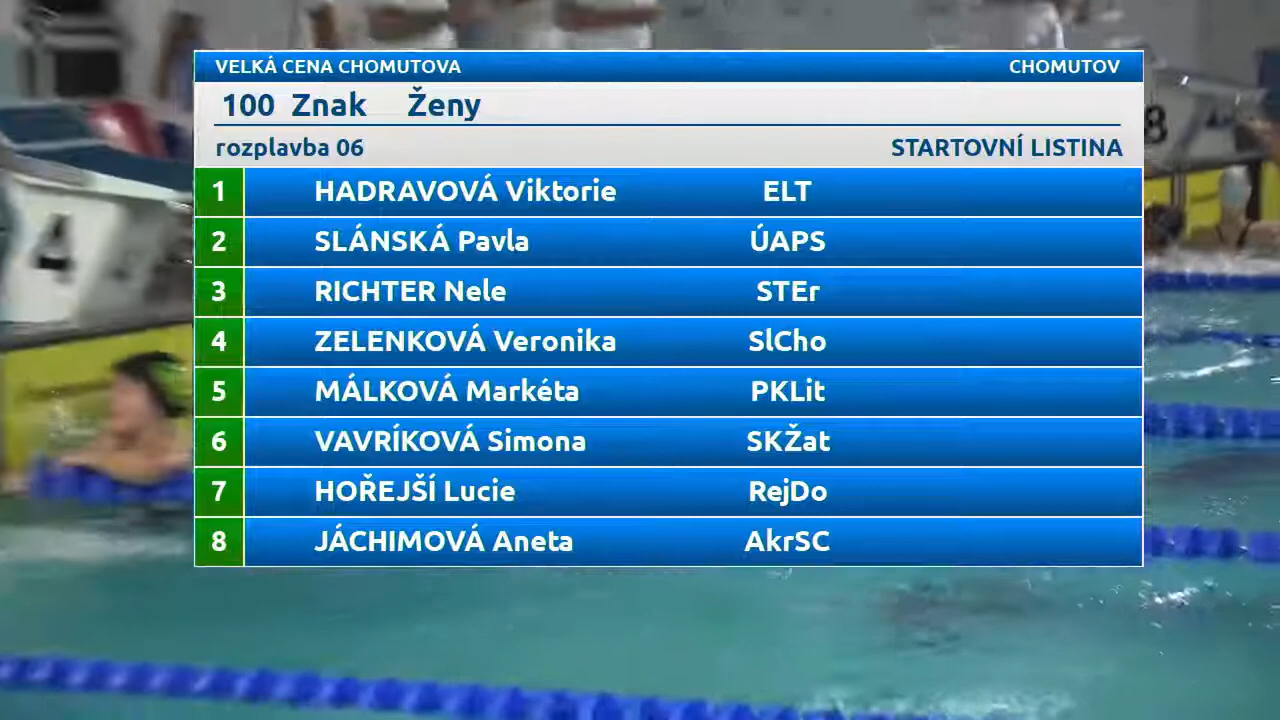 VELKÁ CENA CHOMUTOVA CHOMUTOV
100 Znak Ženy
rozplavba 06 STARTOVNÍ LISTINA
1 HADRAVOVÁ Viktorie ELT
2 SLÁNSKÁ Pavla ÚAPS
3 RICHTER Nele STEr
4 ZELENKOVÁ Veronika SlCho
5 MÁLKOVÁ Markéta PKLit
6 VAVRÍKOVÁ Simona SKŽat
7 HOŘEJŠÍ Lucie RejDo
8 JÁCHIMOVÁ Aneta AkrSC
4
8